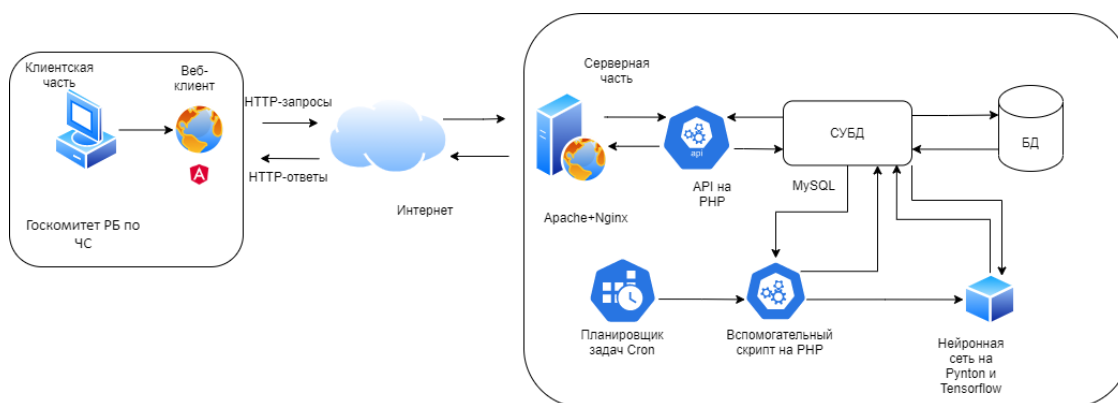 Клиентская
часть
Веб-
клиент
Госкомитет РБ по
ЧС
HTTP-запросы
HTTP-ответы
Интернет
Серверная
часть
Apache+Nginx
api
API на
PHP
СУБД
MySQL
БД
Планировщик
задач Cron
Вспомогательный
скрипт на PHP
Нейронная
сеть на
Pynton и
Tensorflow